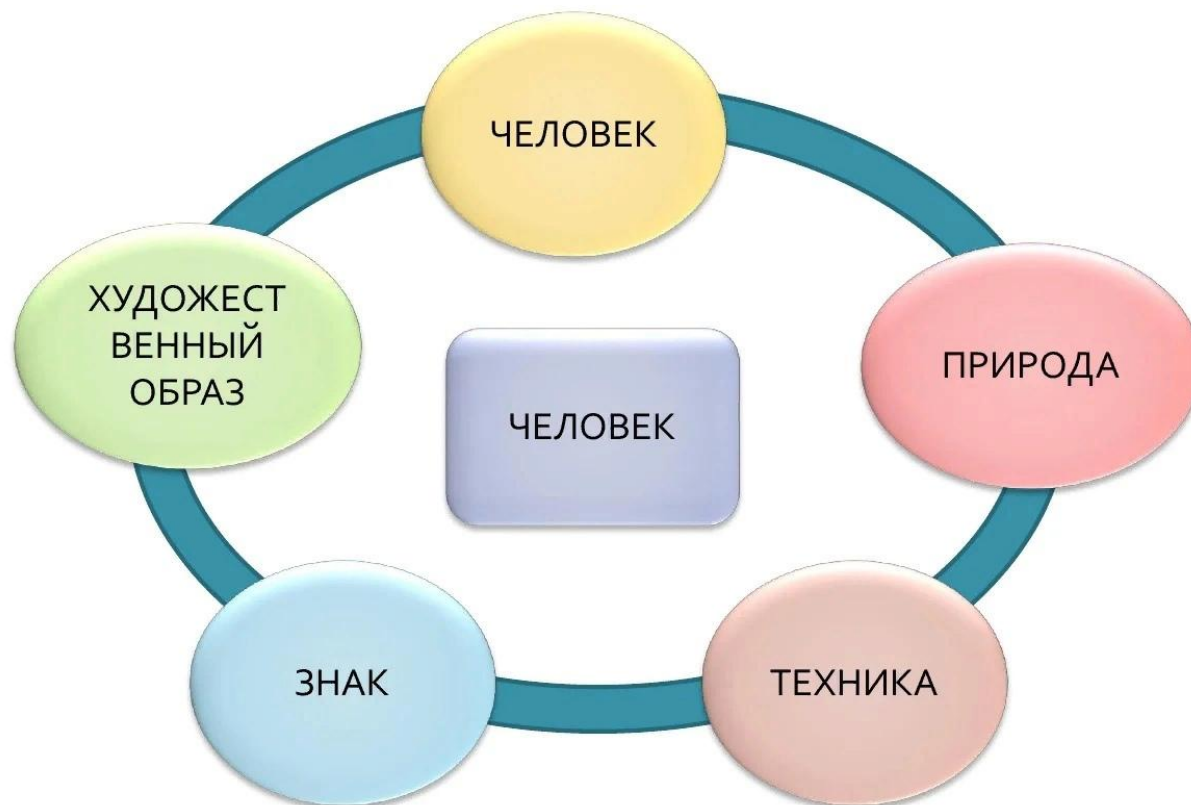 ЧЕЛОВЕК
ХУДОЖЕСТ
ВЕННЫЙ
ОБРАЗ
ПРИРОДА
ЧЕЛОВЕК
ЗНАК
ТЕХНИКА